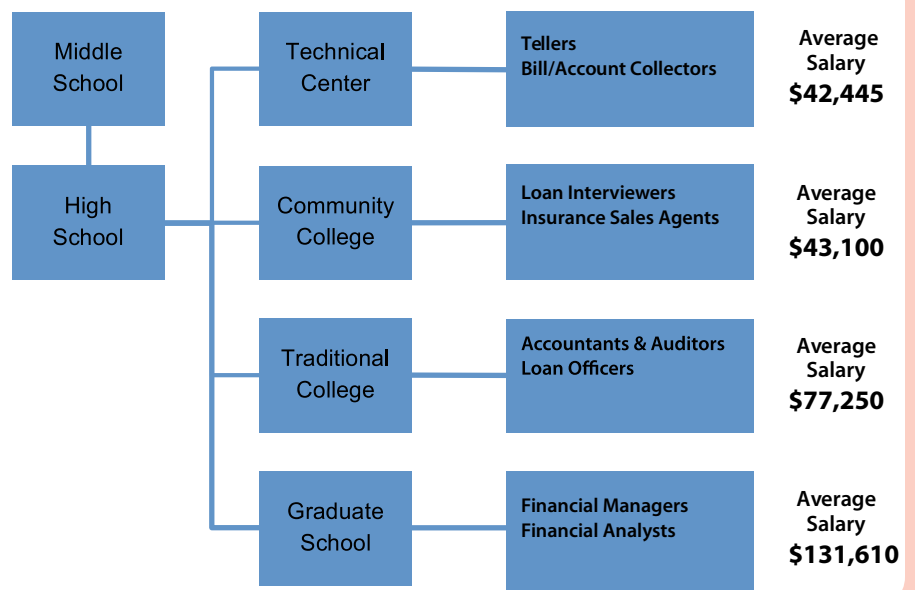 Middle
School
High
School
Technical
Center
Tellers
Bill/Account Collectors
Average
Salary
$42,445
Community
College
Loan Interviewers
Insurance Sales Agents
Average
Salary
$43,100
Traditional
College
Accountants & Auditors
Loan Officers
Average
Salary
$77,250
Graduate
School
Financial Managers
Financial Analysts
Average
Salary
$131,610